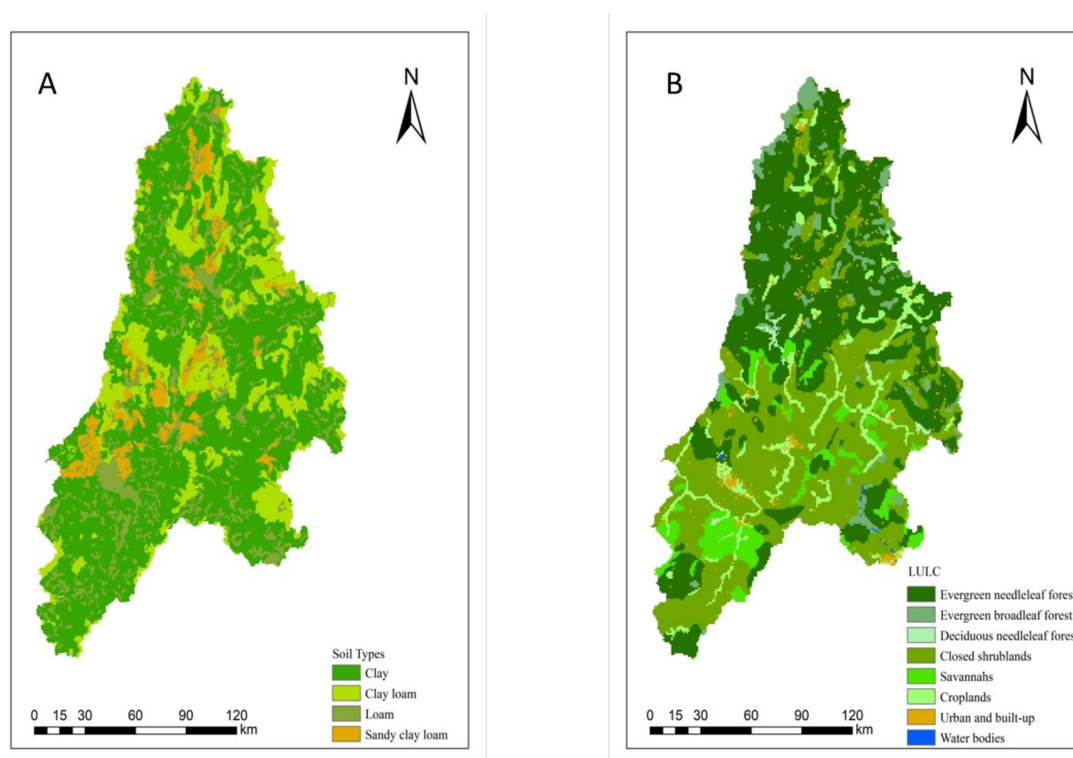 A
N
Soil Types
Clay
Clay loam
Loam
Sandy clay loam
0 15 30 60 90 120
km
B
N
LULC
Evergreen needleleaf fores
Evergreen broadleaf forest
Deciduous needleleaf fores
Closed shrublands
Savannahs
Croplands
Urban and built-up
Water bodies
0 15 30 60 90 120
km